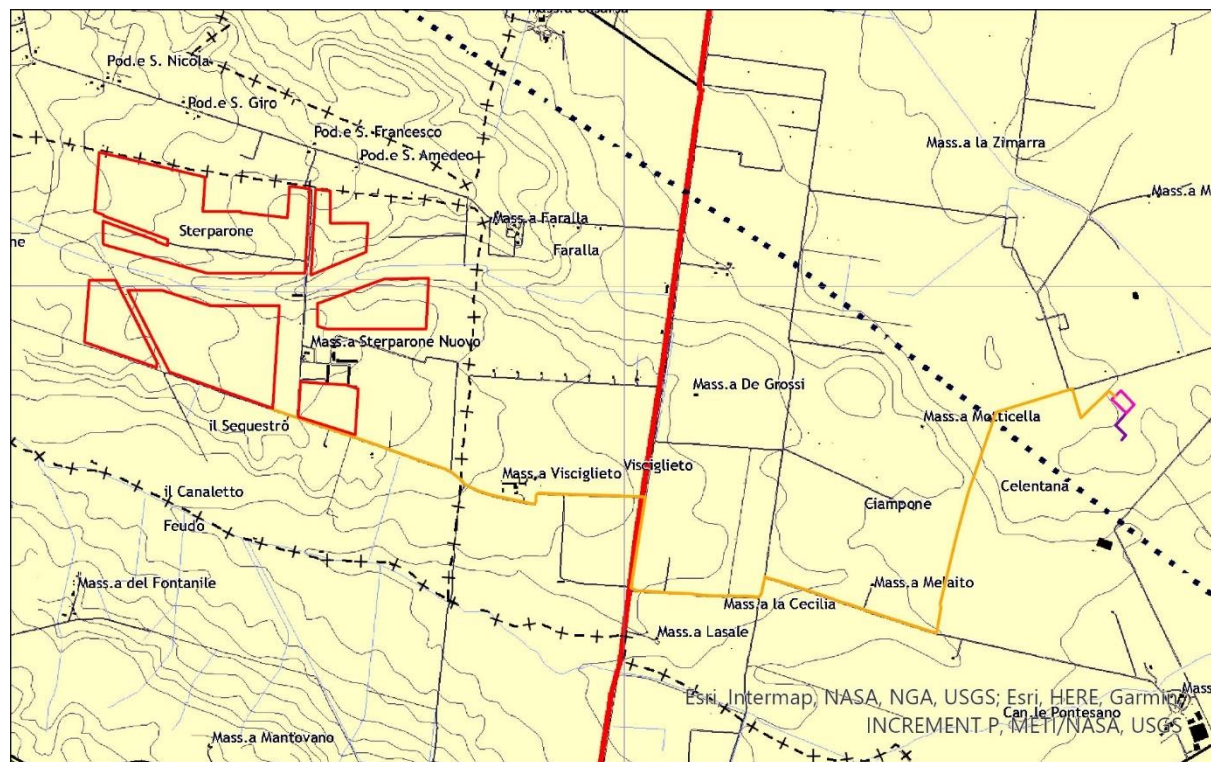 Pod.e S. Nicola
Pod.e S. Giro
Pod.e S. Francesco
Pod.e S. Amedeo
Mass.a la Zimarra
Mass.a M
Sterparone
Mass.a Faralla
Faralla
ne
Mass.a Sterparone Nuovo
Mass.a De Grossi
Mass.a Motticella
il Sequestro
Visciglieto
Mass.a Visciglieto
Celentana
il Canaletto
Ciampone
Feudo
Mass.a del Fontanile
Mass.a Melaito
Mass.a la Cecilia
Mass.a Lasale
Mass
Esri, Intermap, NASA, NGA, USGS; Esri, HERE, Garmin,
Can.le Pontesano
INCREMENT P, METI/NASA, USGS
Mass.a Mantovano